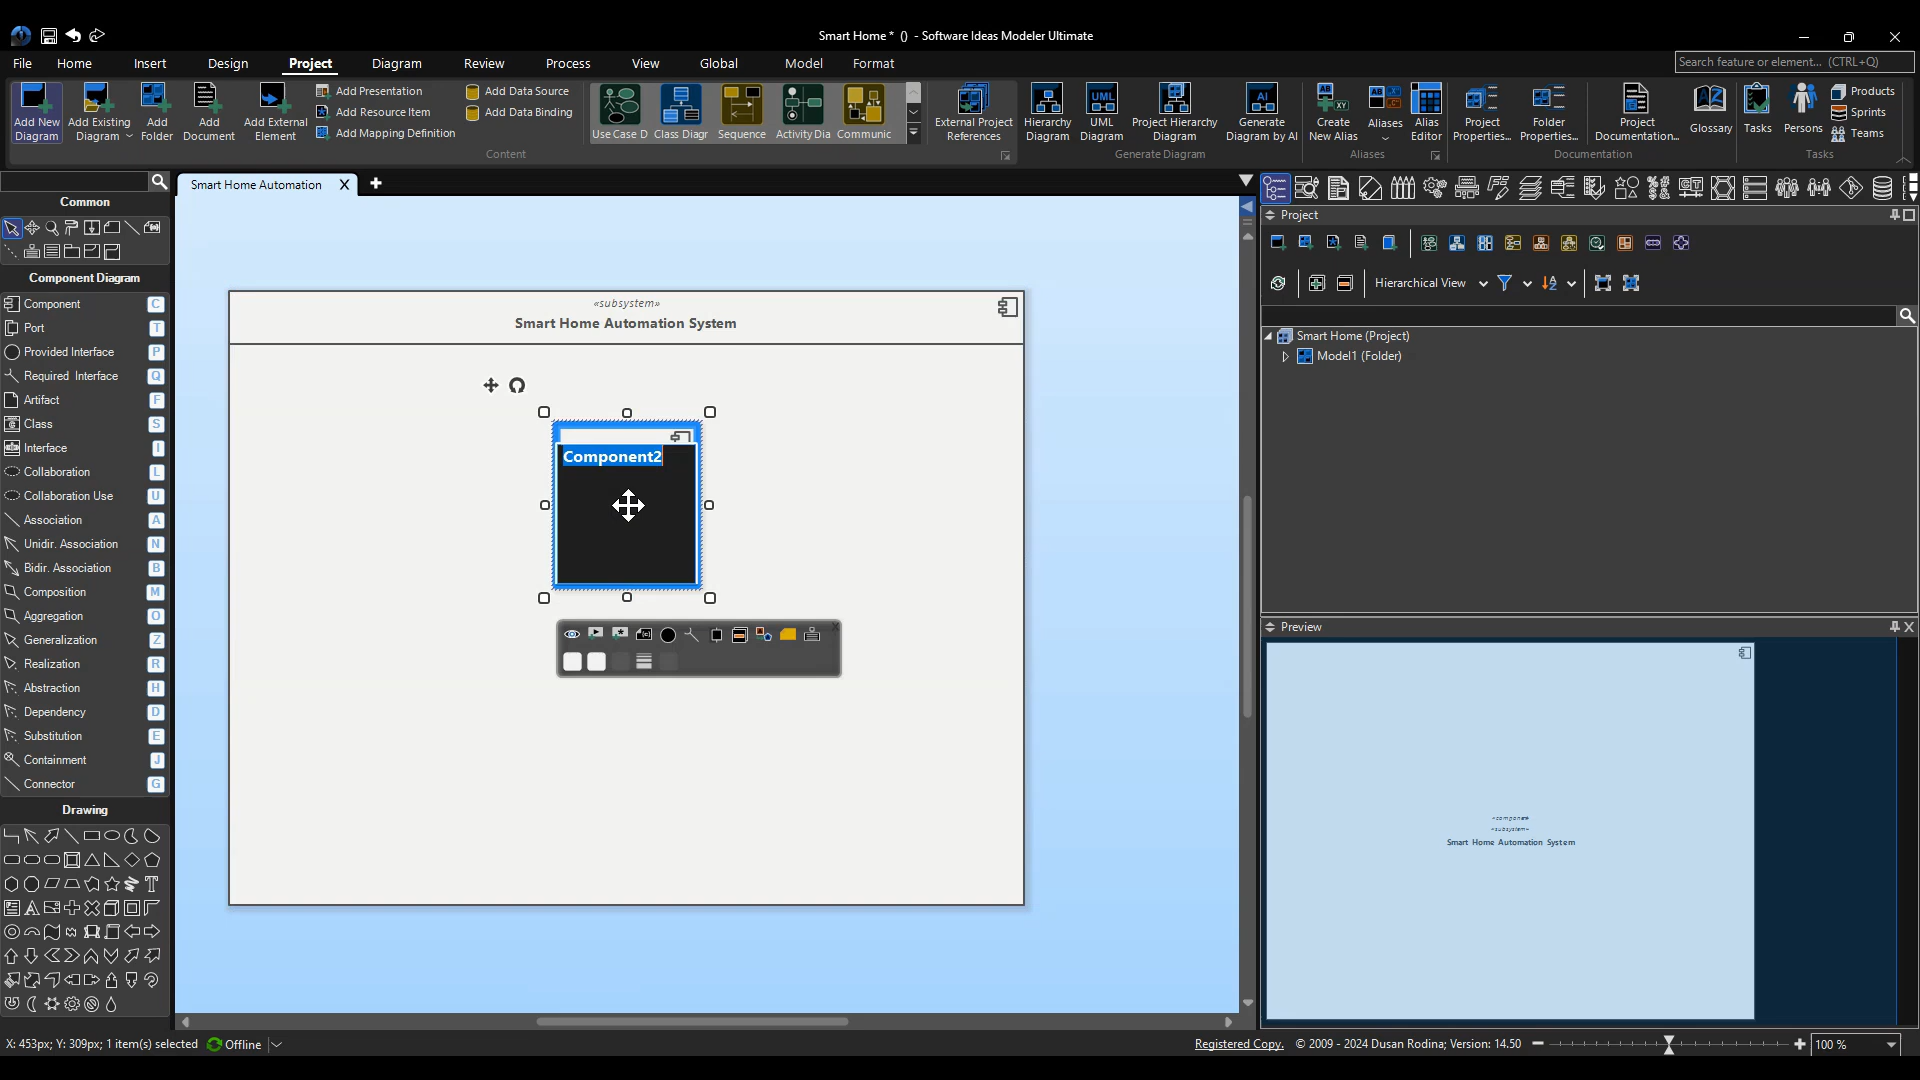 Smart Home * () - Software Ideas Modeler Ultimate
File Home Insert Design Project Diagram Review Process View Global Model Format
Search feature or element... (CTRL+Q)
Add New Diagram
Add Existing Diagram
Add Folder
Add Document
Add External Element
Add Presentation
Add Resource Item
Add Mapping Definition
Add Data Source
Add Data Binding
Content
Use Case D
Class Diagr
Sequence
Activity Dia
Communic
External Project References
Hierarchy Diagram
UML Diagram
Project Hierarchy Diagram
Generate Diagram by AI
Generate Diagram
Create New Alias
Aliases
Alias Editor
Aliases
Project Properties...
Folder Properties...
Project Documentation...
Glossary
Documentation
Tasks
Persons
Products
Sprints
Teams
Tasks
Smart Home Automation X
Common
Component Diagram
Component C
Port T
Provided Interface P
Required Interface Q
Artifact F
Class S
Interface I
Collaboration L
Collaboration Use U
Association A
Unidir. Association N
Bidir. Association B
Composition M
Aggregation O
Generalization Z
Realization R
Abstraction H
Dependency D
Substitution E
Containment J
Connector G
Drawing
«subsystem»
Smart Home Automation System
Component2
Project
Hierarchical View
Smart Home (Project)
Model1 (Folder)
Preview
«component»
«subsystem»
Smart Home Automation System
X: 453px; Y: 309px; 1 item(s) selected
Offline
Registered Copy.
© 2009 - 2024 Dusan Rodina; Version: 14.50
100 %